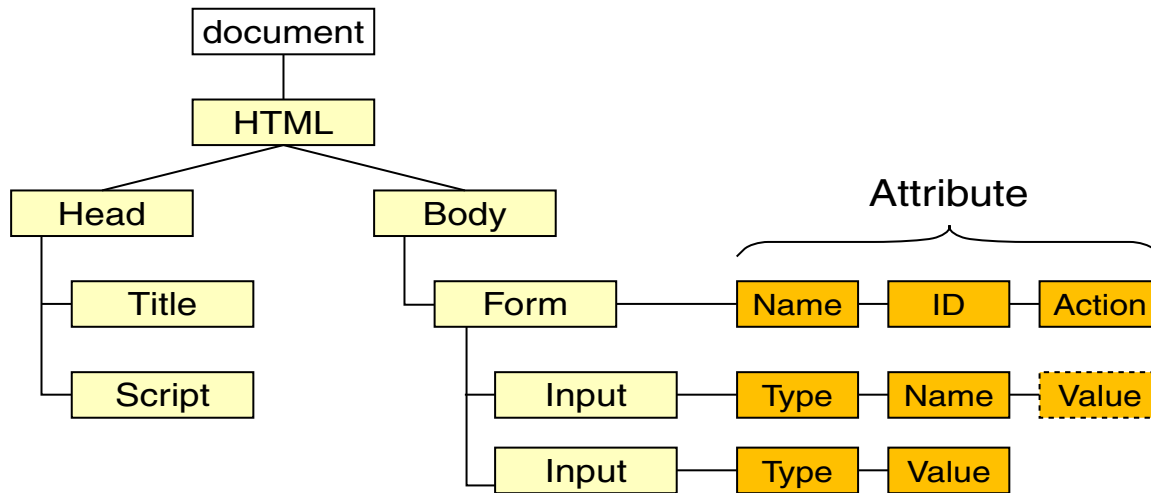 document
HTML
Head
Body
Attribute
Title
Form
Name
ID
Action
Script
Input
Type
Name
Value
Input
Type
Value